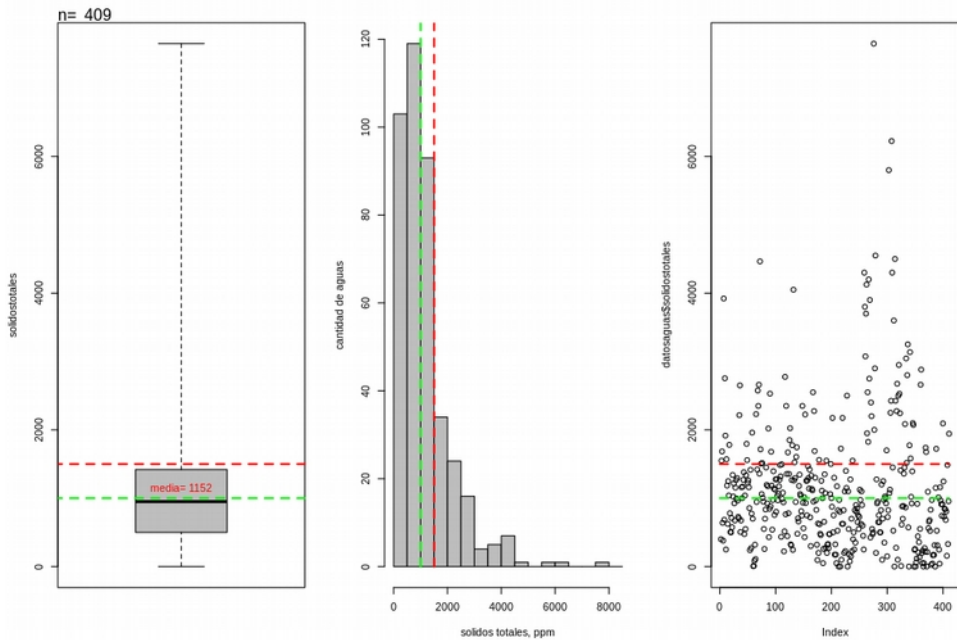 n= 409
solidostotales
0
2000
4000
6000
media= 1152
cantidad de aguas
0
20
40
60
80
100
120
0 2000 4000 6000 8000
solidos totales, ppm
datosaguas$solidostotales
0
2000
4000
6000
0 100 200 300 400
Index